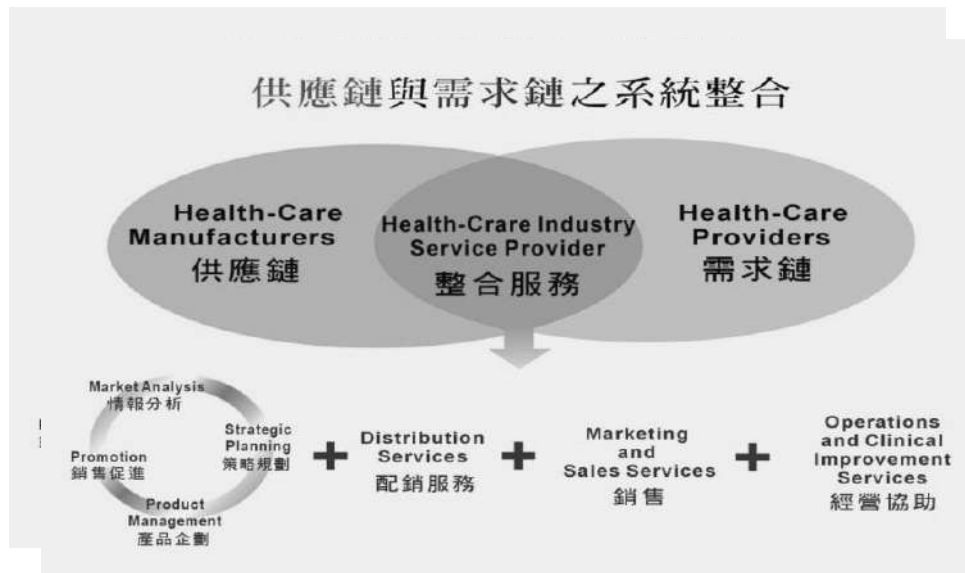 供應鏈與需求鏈之系統整合
Health-Care
Manufacturers
供應鏈
Health-Crare Industry
Service Provider
整合服務
Health-Care
Providers
需求鏈
Market Analysis
情報分析
Strategic
Planning
策略規劃
Promotion
銷售促進
Product
Management
產品企劃
+
Distribution
Services
配銷服務
+
Marketing
and
Sales Services
銷售
+
Operations
and Clinical
Improvement
Services
經營協助